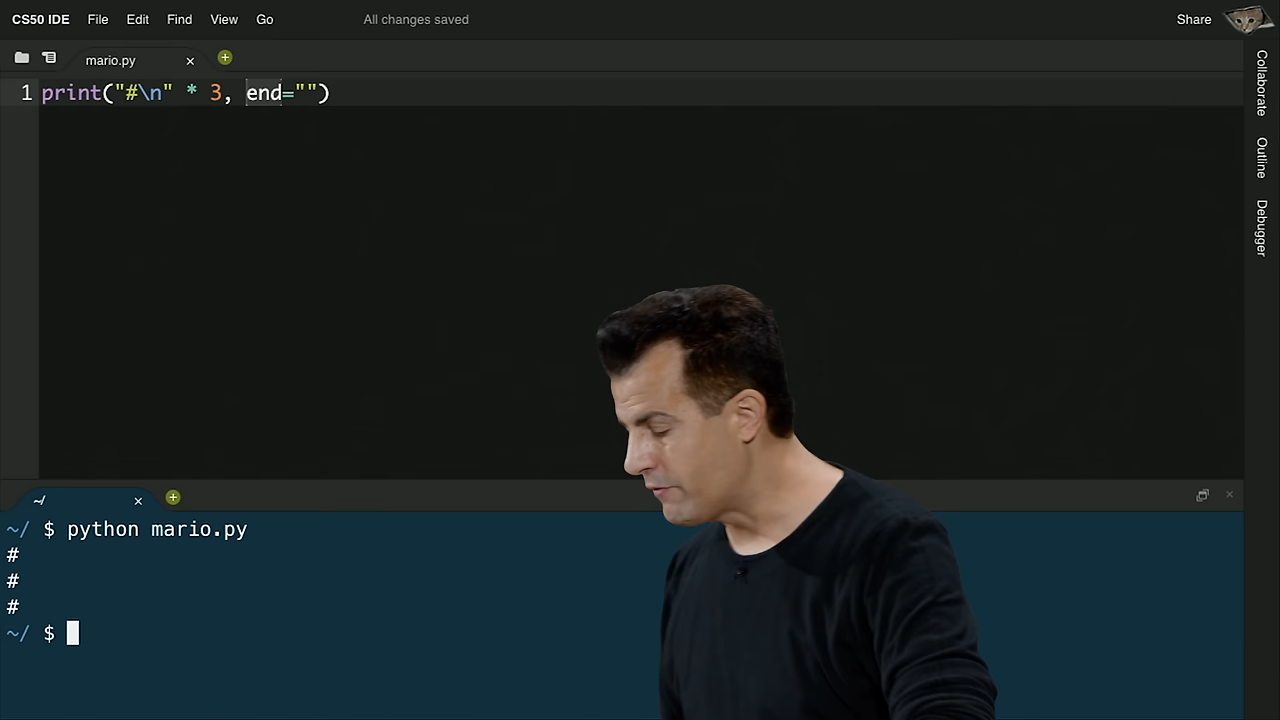 CS50 IDE File Edit Find View Go All changes saved Share
mario.py
1 print("#\n" * 3, end="")
Collaborate
Outline
Debugger
~/
~/ $ python mario.py
#
#
#
~/ $